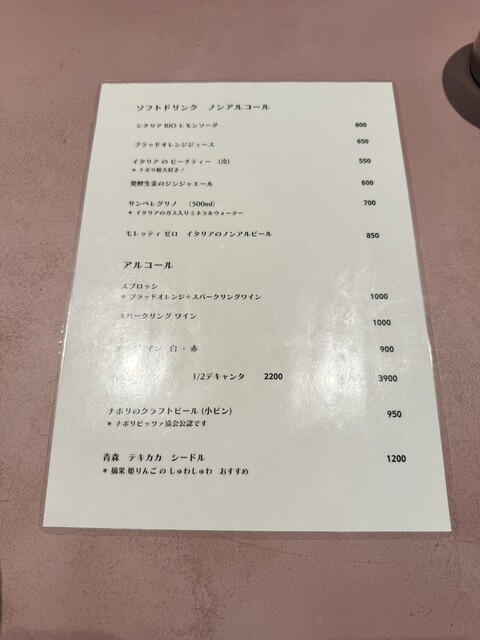 ソフトドリンク　ノンアルコール
シチリア BIO レモンソーダ 800
ブラッドオレンジジュース 650
イタリア の ピーチティー (冷) 550
* ナポリ娘大好き！
発酵生姜のジンジャエール 600
サンペレグリノ　(500ml) 700
* イタリアのガス入りミネラルウォーター
モレッティ ゼロ　イタリアのノンアルビール 850
アルコール
スプロッシ
* ブラッドオレンジ＋スパークリングワイン 1000
スパークリング ワイン 1000
イン 白・赤 900
1/2デキャンタ 2200 3900
ナポリのクラフトビール (小ビン) 950
* ナポリピッツァ協会公認です
青森　テキカカ　シードル 1200
* 摘果 姫りんご の しゅわしゅわ　おすすめ